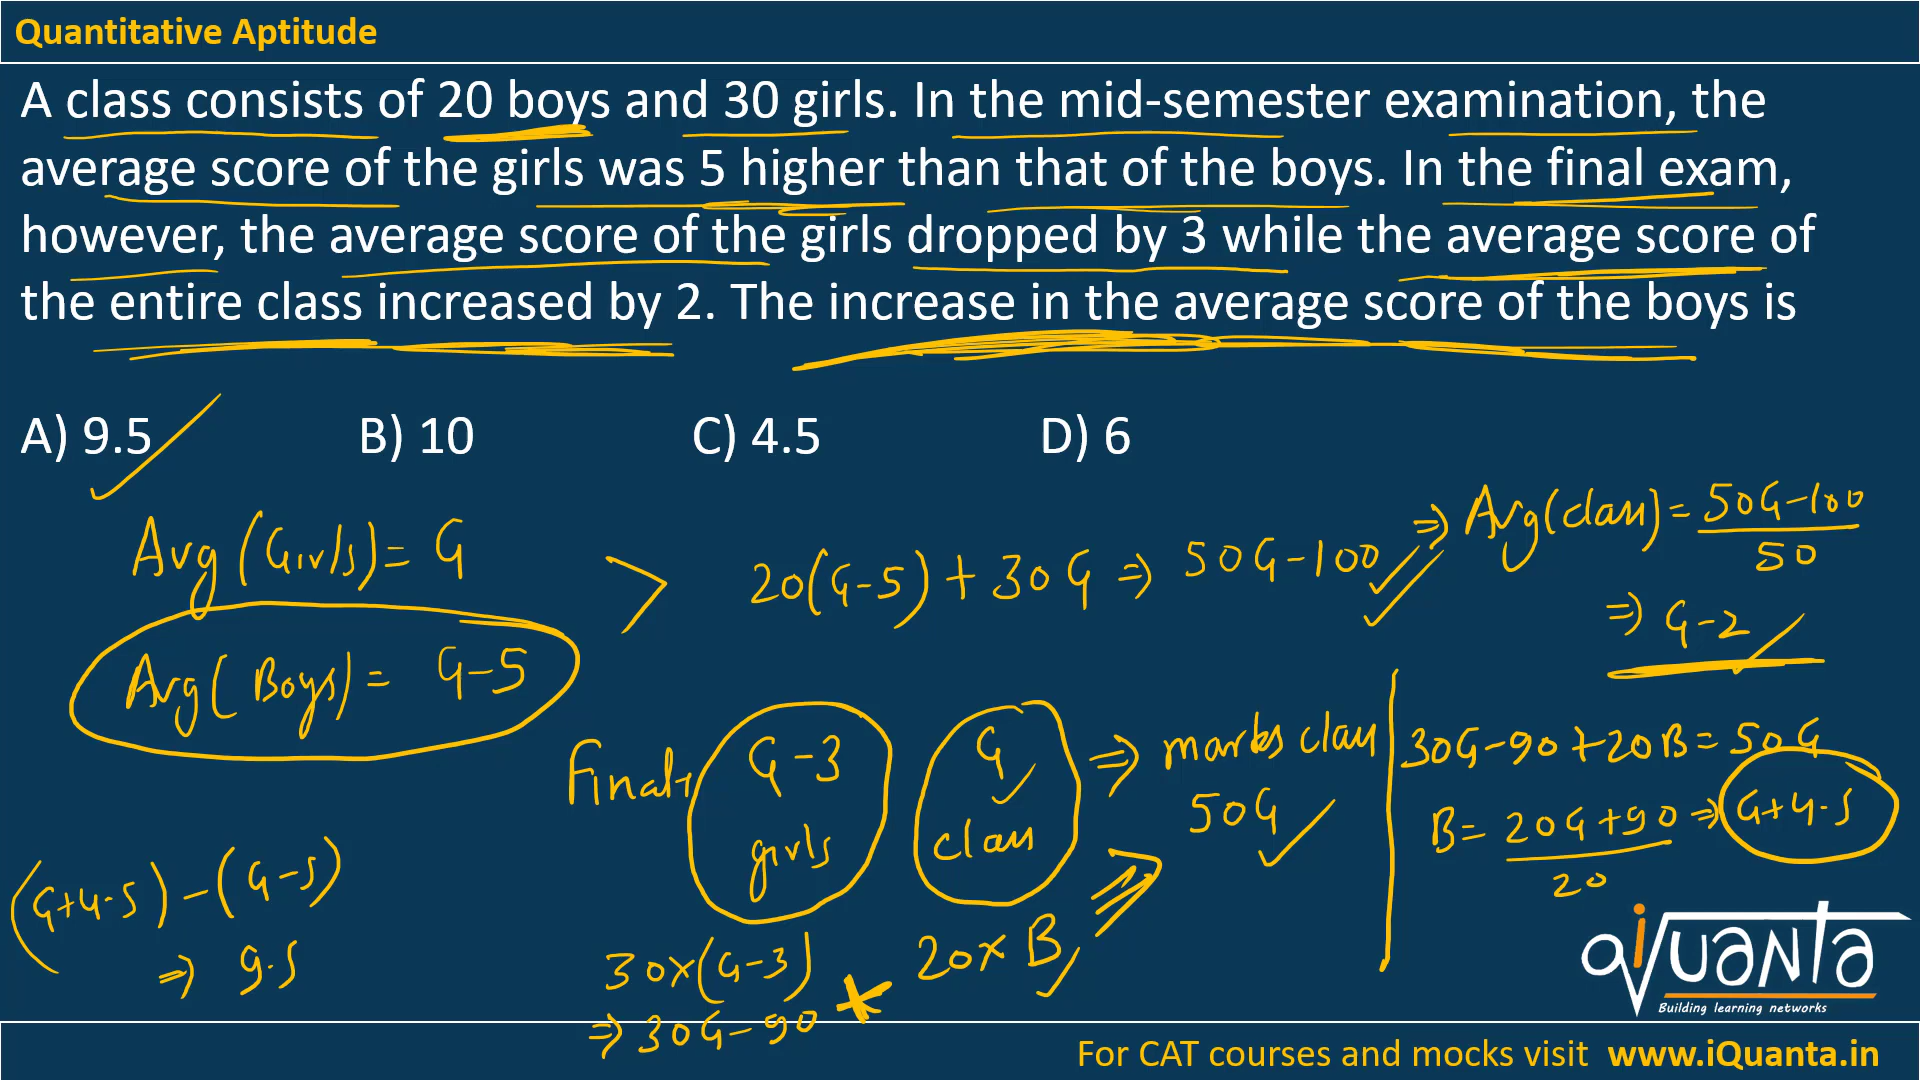 Quantitative Aptitude
A class consists of 20 boys and 30 girls. In the mid-semester examination, the
average score of the girls was 5 higher than that of the boys. In the final exam,
however, the average score of the girls dropped by 3 while the average score of
the entire class increased by 2. The increase in the average score of the boys is
A) 9.5 B) 10 C) 4.5 D) 6
Avg (Girls) = G
Avg (Boys) = G-5
20(G-5) + 30G ⇒ 50G-100
⇒ Avg(class) = 50G-100
50
⇒ G-2
Final→
G-3
girls
G
class
⇒ marks class
50G
30×(G-3)
20×B
⇒ 30G-90
30G-90+20B = 50G
B = 20G+90 ⇒ G+4.5
20
(G+4.5) - (G-5)
⇒ 9.5
iQuanta
Building learning networks
For CAT courses and mocks visit www.iQuanta.in